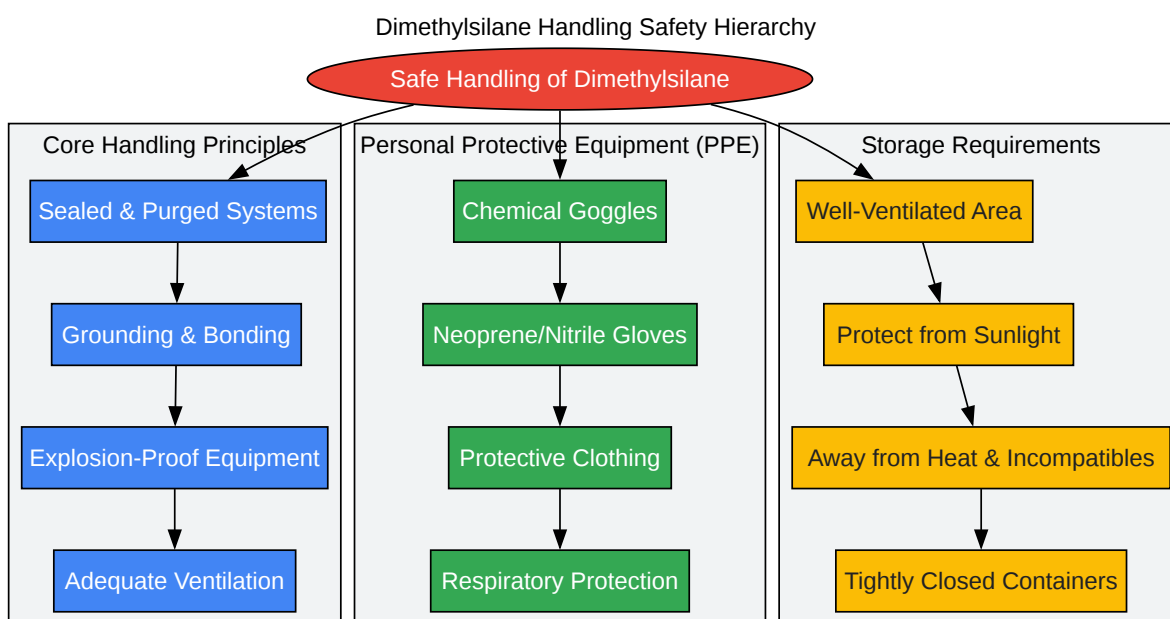 Dimethylsilane Handling Safety Hierarchy
Safe Handling of Dimethylsilane
Core Handling Principles
Sealed & Purged Systems
Grounding & Bonding
Explosion-Proof Equipment
Adequate Ventilation
Personal Protective Equipment (PPE)
Chemical Goggles
Neoprene/Nitrile Gloves
Protective Clothing
Respiratory Protection
Storage Requirements
Well-Ventilated Area
Protect from Sunlight
Away from Heat & Incompatibles
Tightly Closed Containers